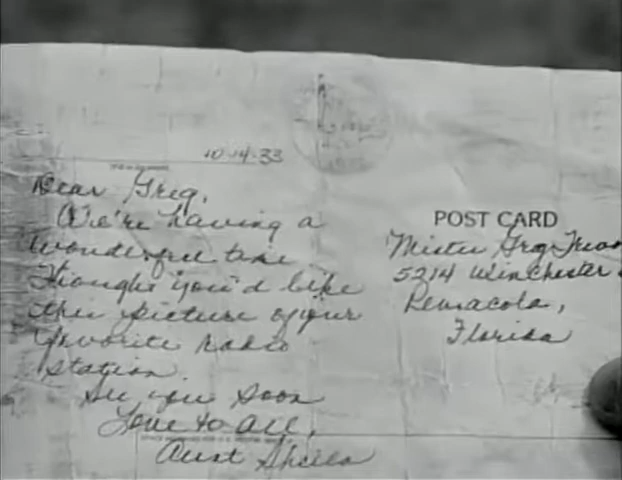 10-14-33
Dear Greg,
We're having a
wonderful time
Thought you'd like
this picture of your
favorite radio
station.
See you soon
Love to all,
Aunt Sheila
POST CARD
Mister Greg
5214 Winchester
Pensacola,
Florida